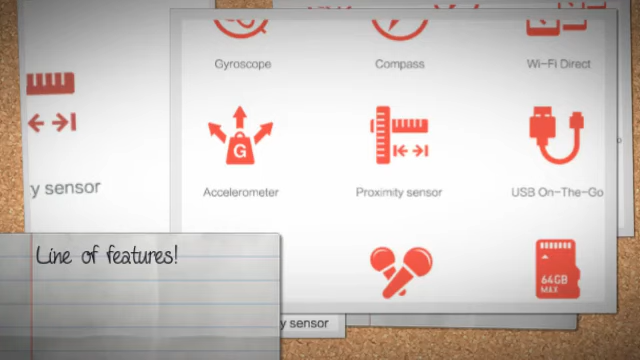 Gyroscope
Compass
Wi-Fi Direct
G
Accelerometer
Proximity sensor
USB On-The-Go
y sensor
Line of features!
64GB
MAX
y sensor